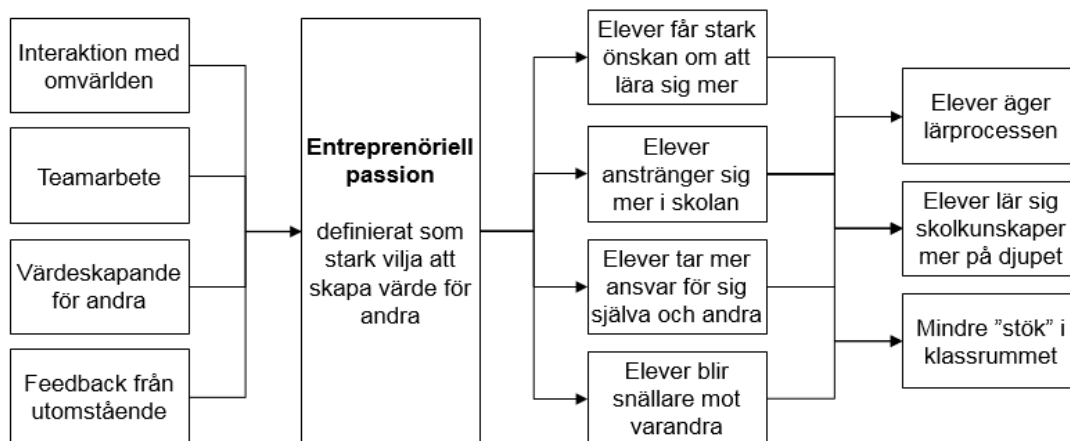 Interaktion med
omvärlden
Teamarbete
Värdeskapande
för andra
Feedback från
utomstående
Entreprenöriell
passion
definierat som
stark vilja att
skapa värde för
andra
Elever får stark
önskan om att
lära sig mer
Elever
anstränger sig
mer i skolan
Elever tar mer
ansvar för sig
själva och andra
Elever blir
snällare mot
varandra
Elever äger
lärprocessen
Elever lär sig
skolkunskaper
mer på djupet
Mindre ”stök” i
klassrummet